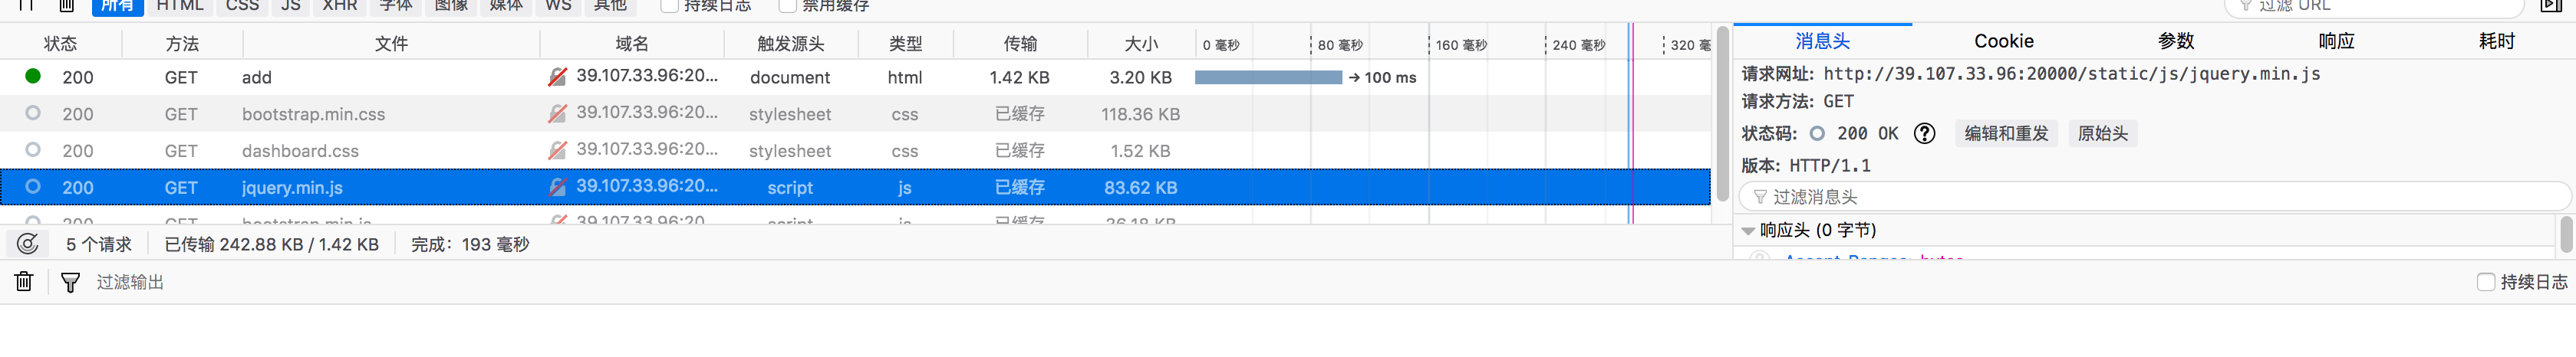 所有 HTML CSS JS XHR 字体 图像 媒体 WS 其他 持续日志 禁用缓存 过滤 URL
状态 方法 文件 域名 触发源头 类型 传输 大小 0 毫秒 80 毫秒 160 毫秒 240 毫秒 320 毫
200 GET add 39.107.33.96:20... document html 1.42 KB 3.20 KB → 100 ms
200 GET bootstrap.min.css 39.107.33.96:20... stylesheet css 已缓存 118.36 KB
200 GET dashboard.css 39.107.33.96:20... stylesheet css 已缓存 1.52 KB
200 GET jquery.min.js 39.107.33.96:20... script js 已缓存 83.62 KB
200 GET bootstrap.min.js 39.107.33.96:20... script js 已缓存 36.18 KB
5 个请求 已传输 242.88 KB / 1.42 KB 完成：193 毫秒
过滤输出
消息头 Cookie 参数 响应 耗时
请求网址: http://39.107.33.96:20000/static/js/jquery.min.js
请求方法: GET
状态码: 200 OK ? 编辑和重发 原始头
版本: HTTP/1.1
过滤消息头
响应头 (0 字节)
Accept-Ranges: bytes
持续日志